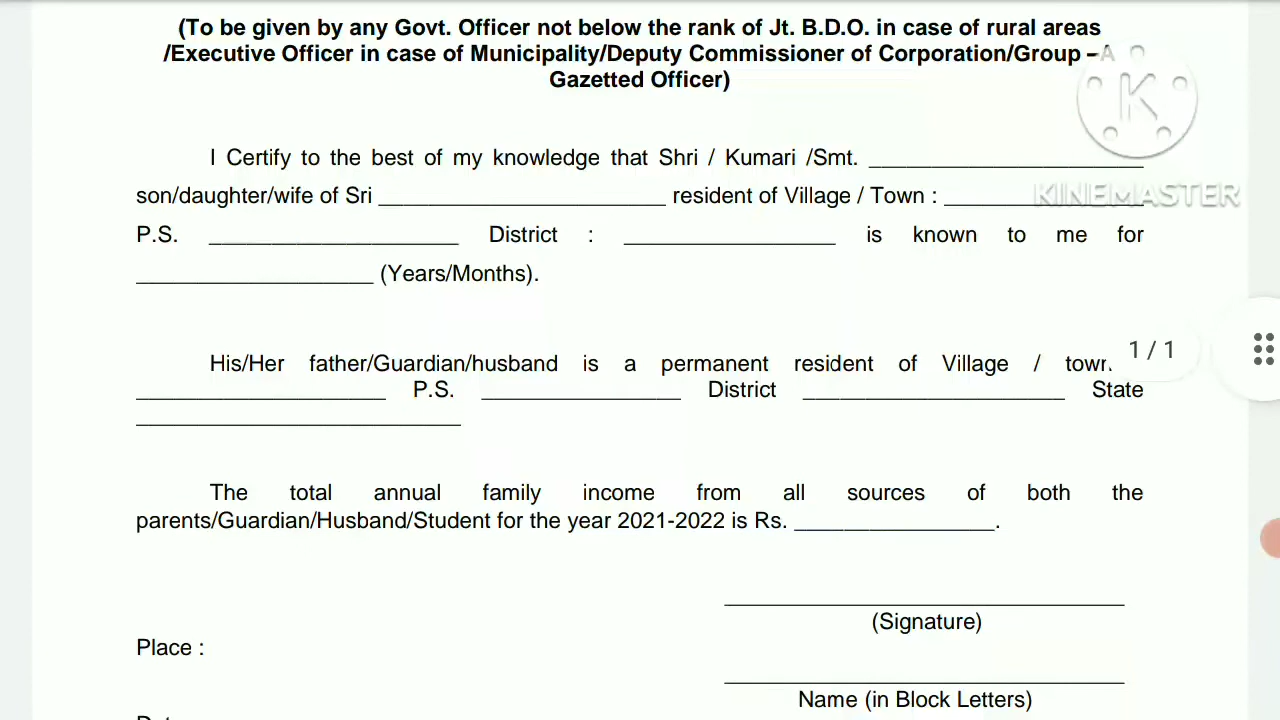 (To be given by any Govt. Officer not below the rank of Jt. B.D.O. in case of rural areas
/Executive Officer in case of Municipality/Deputy Commissioner of Corporation/Group –A
Gazetted Officer)
I Certify to the best of my knowledge that Shri / Kumari /Smt. ______________________
son/daughter/wife of Sri _______________________ resident of Village / Town : ________________
P.S. ____________________ District : _________________ is known to me for
___________________ (Years/Months).
His/Her father/Guardian/husband is a permanent resident of Village / town
____________________ P.S. ________________ District _____________________ State
__________________________
The total annual family income from all sources of both the
parents/Guardian/Husband/Student for the year 2021-2022 is Rs. ________________.
(Signature)
Place :
Name (in Block Letters)
K
KINEMASTER
1 / 1